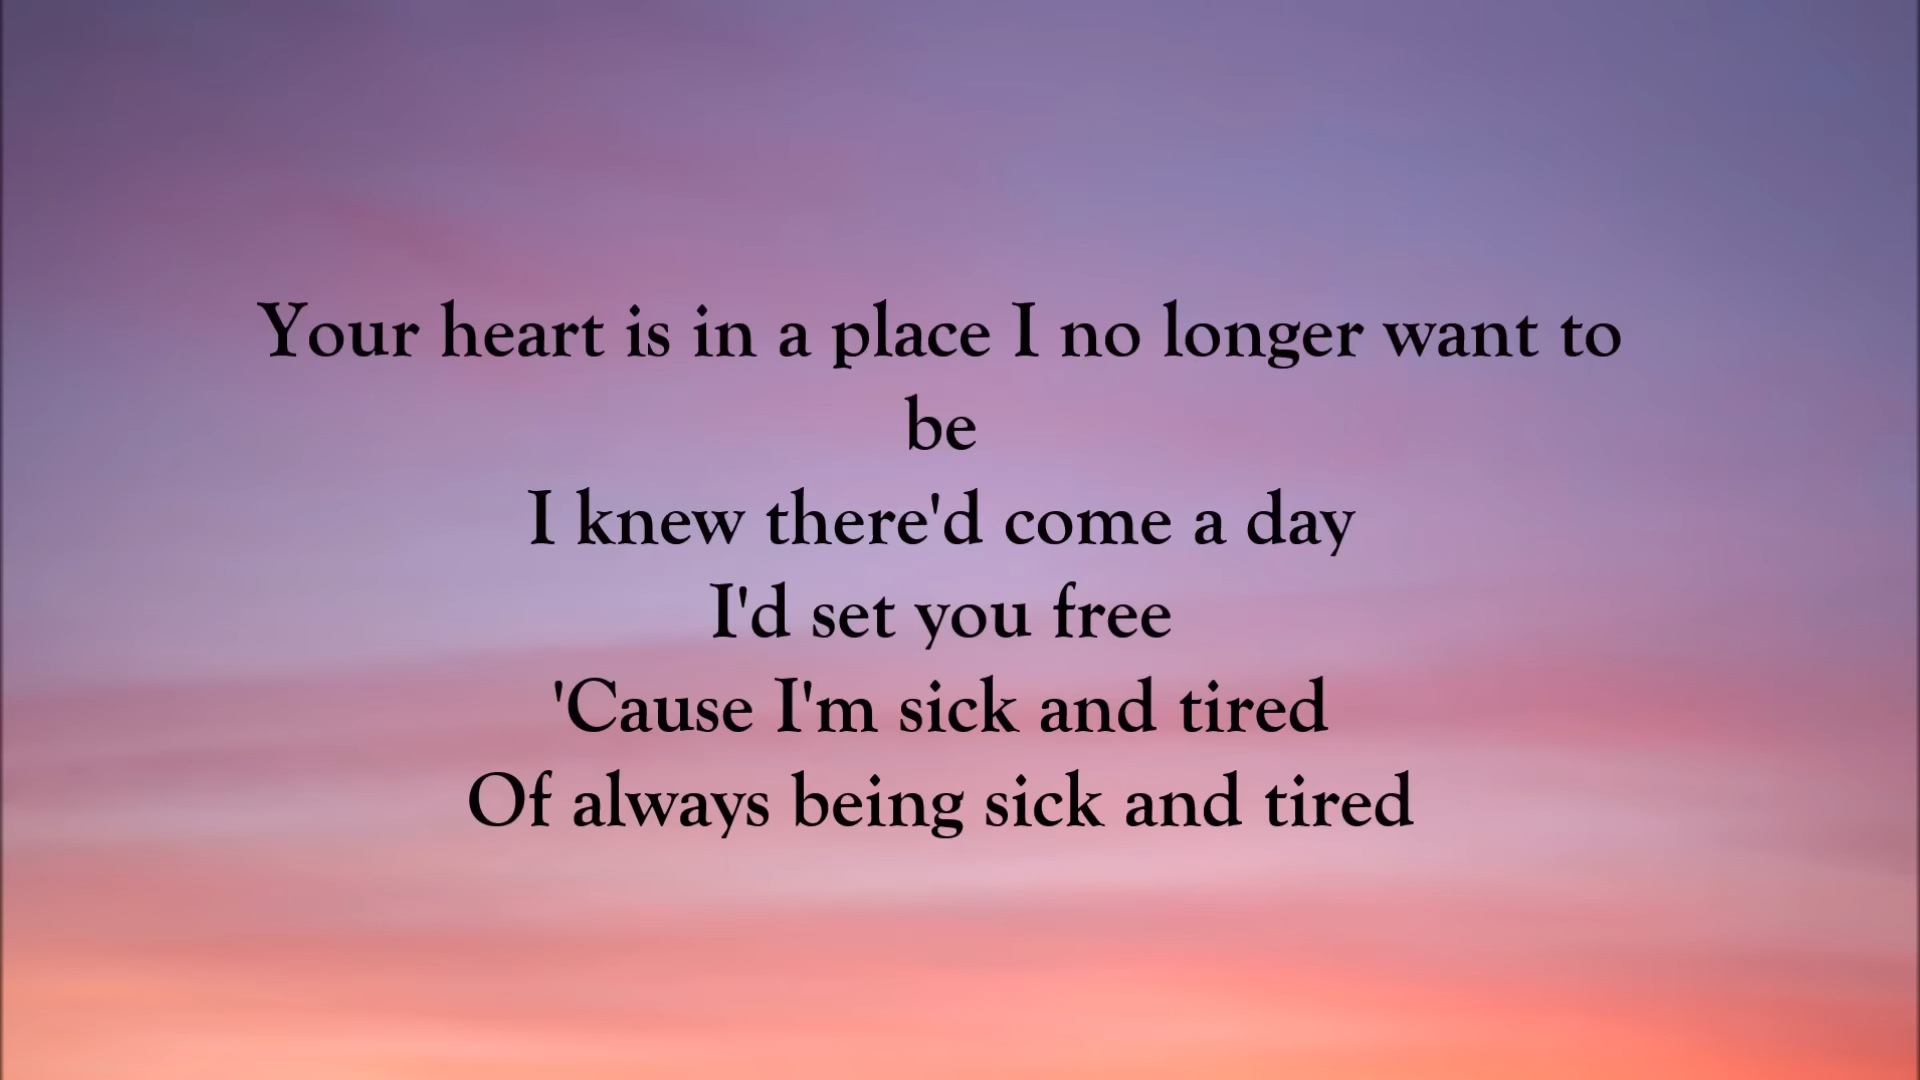 Your heart is in a place I no longer want to
be
I knew there'd come a day
I'd set you free
'Cause I'm sick and tired
Of always being sick and tired